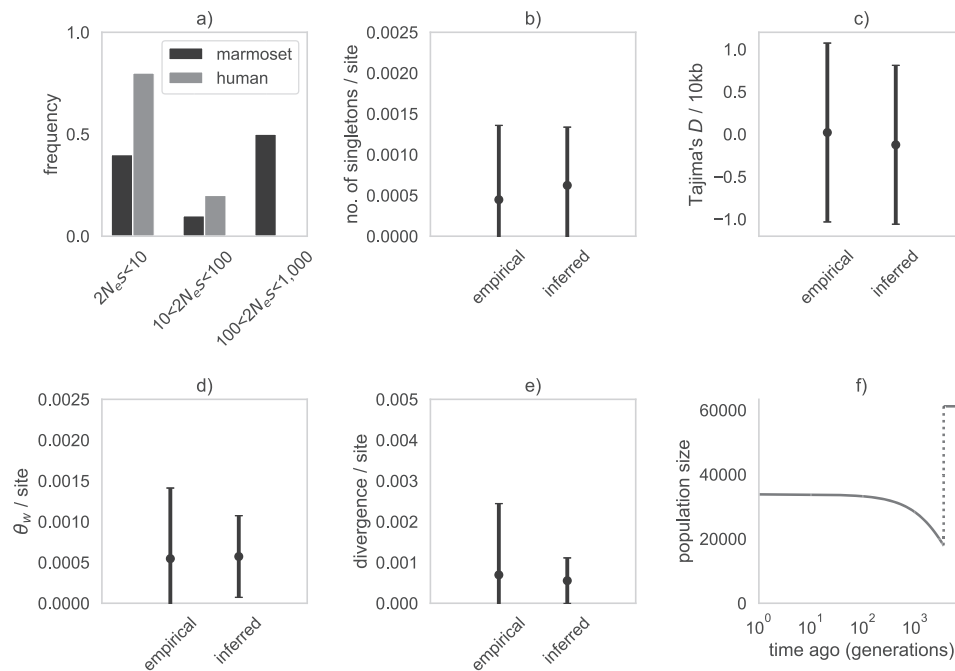 a)
1.0
0.5
0.0
frequency
marmoset
human
2Nₑs<10
10<2Nₑs<100
100<2Nₑs<1,000
b)
0.0025
0.0020
0.0015
0.0010
0.0005
0.0000
no. of singletons / site
empirical
inferred
c)
1.0
0.5
0.0
−0.5
−1.0
Tajima's D / 10kb
empirical
inferred
d)
0.0025
0.0020
0.0015
0.0010
0.0005
0.0000
θw / site
empirical
inferred
e)
0.005
0.004
0.003
0.002
0.001
0.000
divergence / site
empirical
inferred
f)
60000
40000
20000
0
population size
10⁰ 10¹ 10² 10³
time ago (generations)